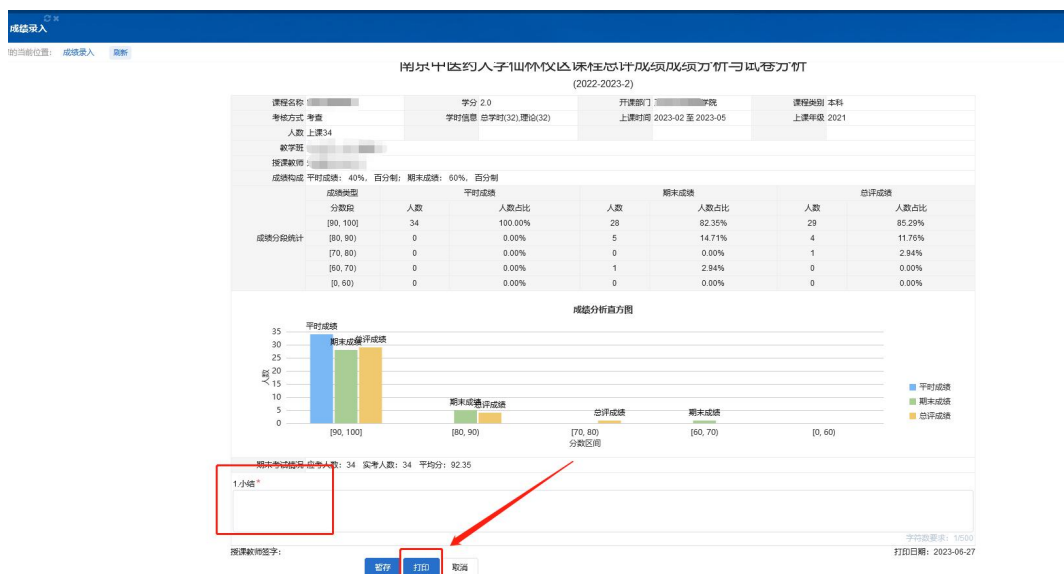 成绩录入
的当前位置： 成绩录入 刷新
南京中医药大学仙林校区课程总评成绩成绩分析与试卷分析
(2022-2023-2)
课程名称 学分 2.0 开课部门 学院 课程类别 本科
考核方式 考查 学时信息 总学时(32),理论(32) 上课时间 2023-02 至 2023-05 上课年级 2021
人数 上课34
教学班
授课教师
成绩构成 平时成绩： 40%， 百分制； 期末成绩： 60%， 百分制
成绩类型 平时成绩 期末成绩 总评成绩
分数段 人数 人数占比 人数 人数占比 人数 人数占比
[90, 100] 34 100.00% 28 82.35% 29 85.29%
成绩分段统计 [80, 90) 0 0.00% 5 14.71% 4 11.76%
[70, 80) 0 0.00% 0 0.00% 1 2.94%
[60, 70) 0 0.00% 1 2.94% 0 0.00%
[0, 60) 0 0.00% 0 0.00% 0 0.00%
成绩分析直方图
平时成绩
期末成绩 总评成绩
期末成绩 总评成绩
总评成绩 期末成绩
人数
35
30
25
20
15
10
5
0
[90, 100] [80, 90) [70, 80) [60, 70) [0, 60)
分数区间
平时成绩
期末成绩
总评成绩
期末考试情况 应考人数： 34 实考人数： 34 平均分： 92.35
1.小结*
字符数要求： 1/500
授课教师签字： 打印日期： 2023-06-27
暂存 打印 取消